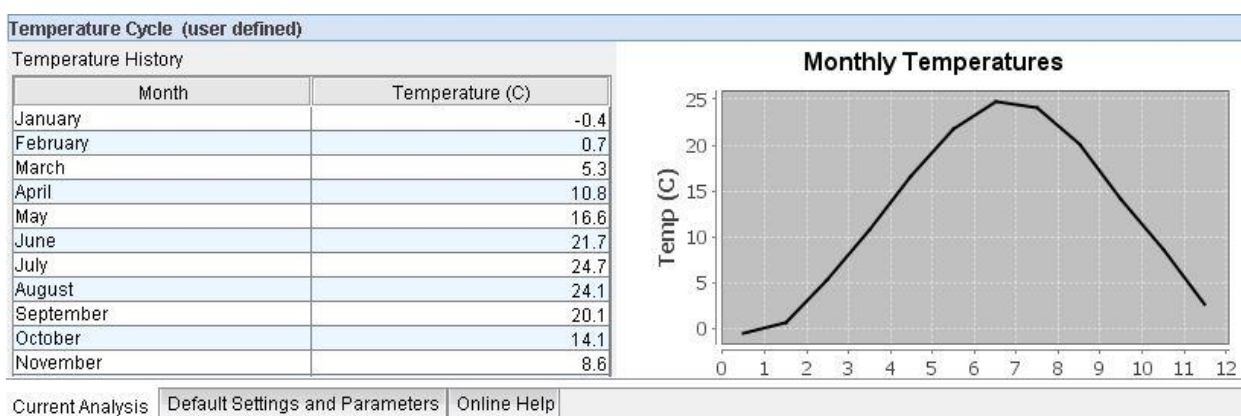 Temperature Cycle (user defined)
Temperature History
Month Temperature (C)
January -0.4
February 0.7
March 5.3
April 10.8
May 16.6
June 21.7
July 24.7
August 24.1
September 20.1
October 14.1
November 8.6
Monthly Temperatures
Temp (C)
25
20
15
10
5
0
0 1 2 3 4 5 6 7 8 9 10 11 12
Current Analysis Default Settings and Parameters Online Help